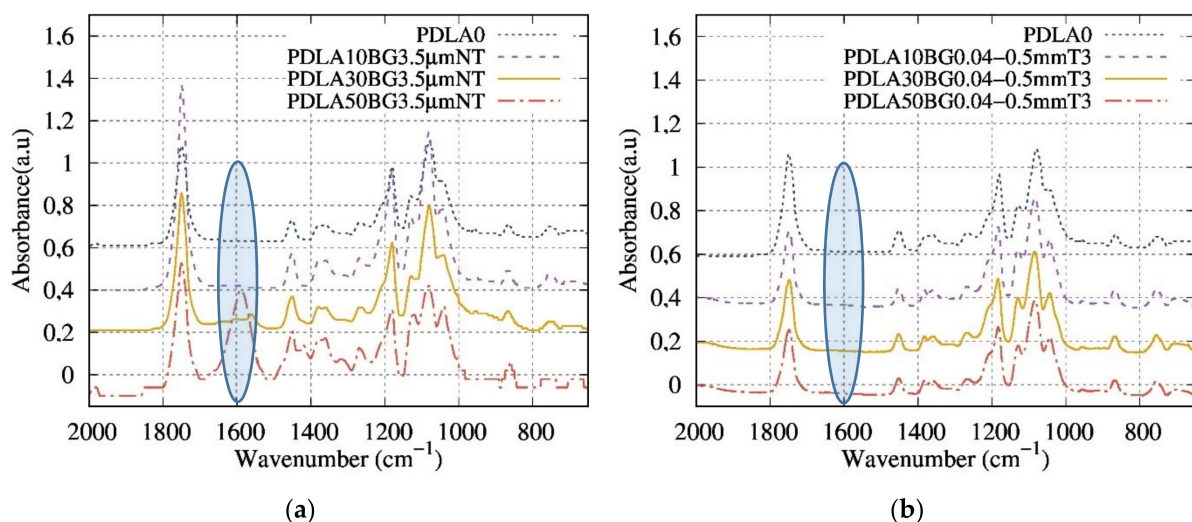 1.6
PDLA0
PDLA10BG3.5µmNT
1.4
PDLA30BG3.5µmNT
PDLA50BG3.5µmNT
1.2
1
0.8
0.6
0.4
0.2
0
Absorbance(a.u)
2000 1800 1600 1400 1200 1000 800
Wavenumber (cm⁻¹)
(a)
1.6
PDLA0
PDLA10BG0.04–0.5mmT3
1.4
PDLA30BG0.04–0.5mmT3
PDLA50BG0.04–0.5mmT3
1.2
1
0.8
0.6
0.4
0.2
0
Absorbance(a.u)
2000 1800 1600 1400 1200 1000 800
Wavenumber (cm⁻¹)
(b)